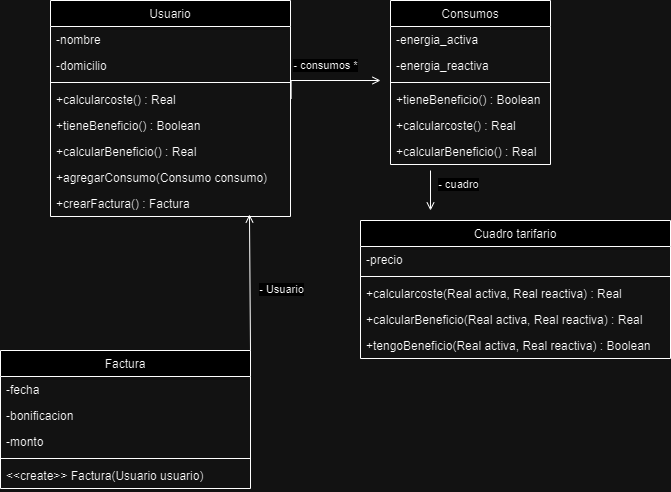 Usuario
-nombre
-domicilio
+calcularcoste() : Real
+tieneBeneficio() : Boolean
+calcularBeneficio() : Real
+agregarConsumo(Consumo consumo)
+crearFactura() : Factura
- consumos *
Consumos
-energia_activa
-energia_reactiva
+tieneBeneficio() : Boolean
+calcularcoste() : Real
+calcularBeneficio() : Real
- cuadro
Cuadro tarifario
-precio
+calcularcoste(Real activa, Real reactiva) : Real
+calcularBeneficio(Real activa, Real reactiva) : Real
+tengoBeneficio(Real activa, Real reactiva) : Boolean
- Usuario
Factura
-fecha
-bonificacion
-monto
<<create>> Factura(Usuario usuario)